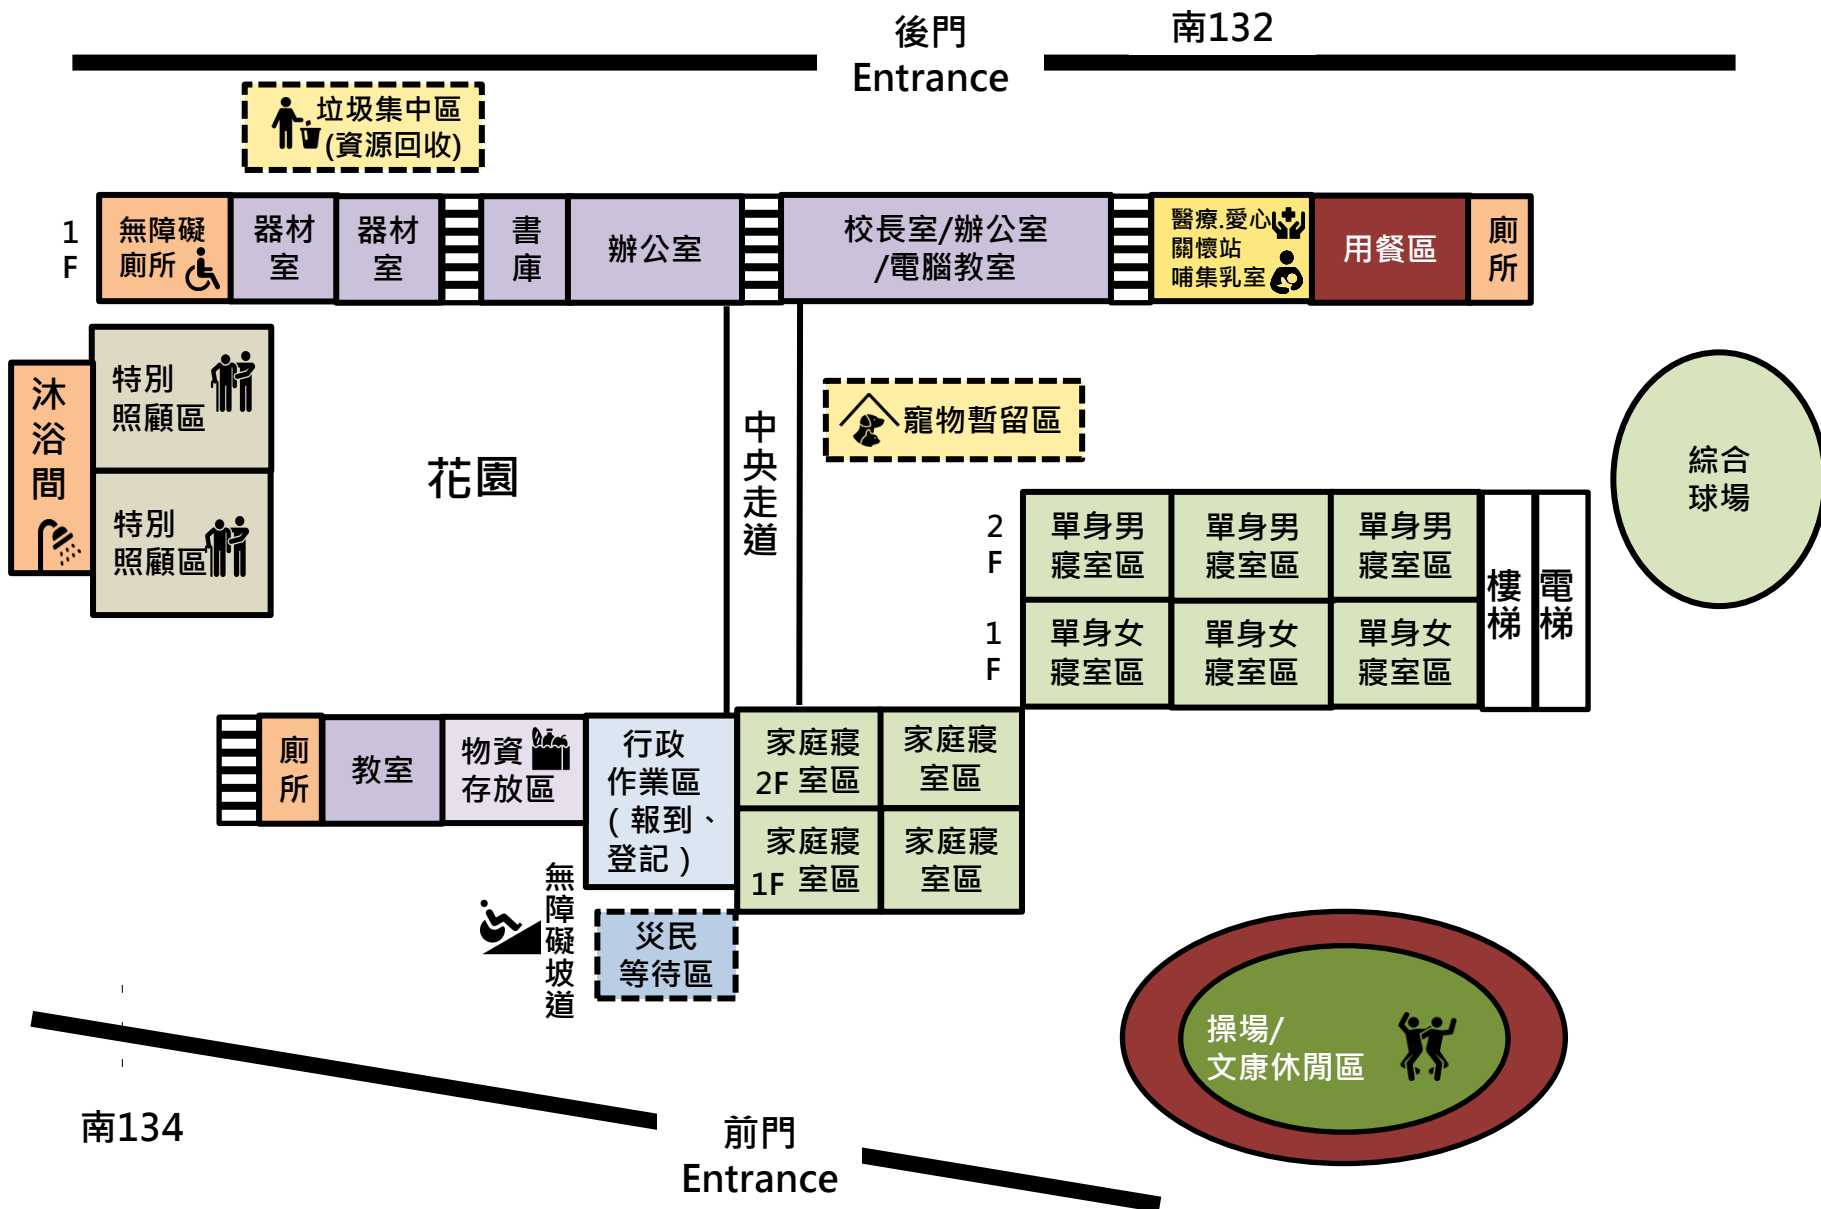 後門
Entrance
南132
垃圾集中區
(資源回收)
1
F
無障礙
廁所
器材
室
器材
室
書
庫
辦公室
校長室/辦公室
/電腦教室
醫療.愛心
關懷站
哺集乳室
用餐區
廁
所
沐
浴
間
特別
照顧區
特別
照顧區
花園
中
央
走
道
寵物暫留區
綜合
球場
2
F
單身男
寢室區
單身男
寢室區
單身男
寢室區
1
F
單身女
寢室區
單身女
寢室區
單身女
寢室區
樓
梯
電
梯
廁
所
教室
物資
存放區
行政
作業區
(報到、
登記)
家庭寢
2F 室區
家庭寢
室區
家庭寢
1F 室區
家庭寢
室區
無
障
礙
坡
道
災民
等待區
操場/
文康休閒區
南134
前門
Entrance